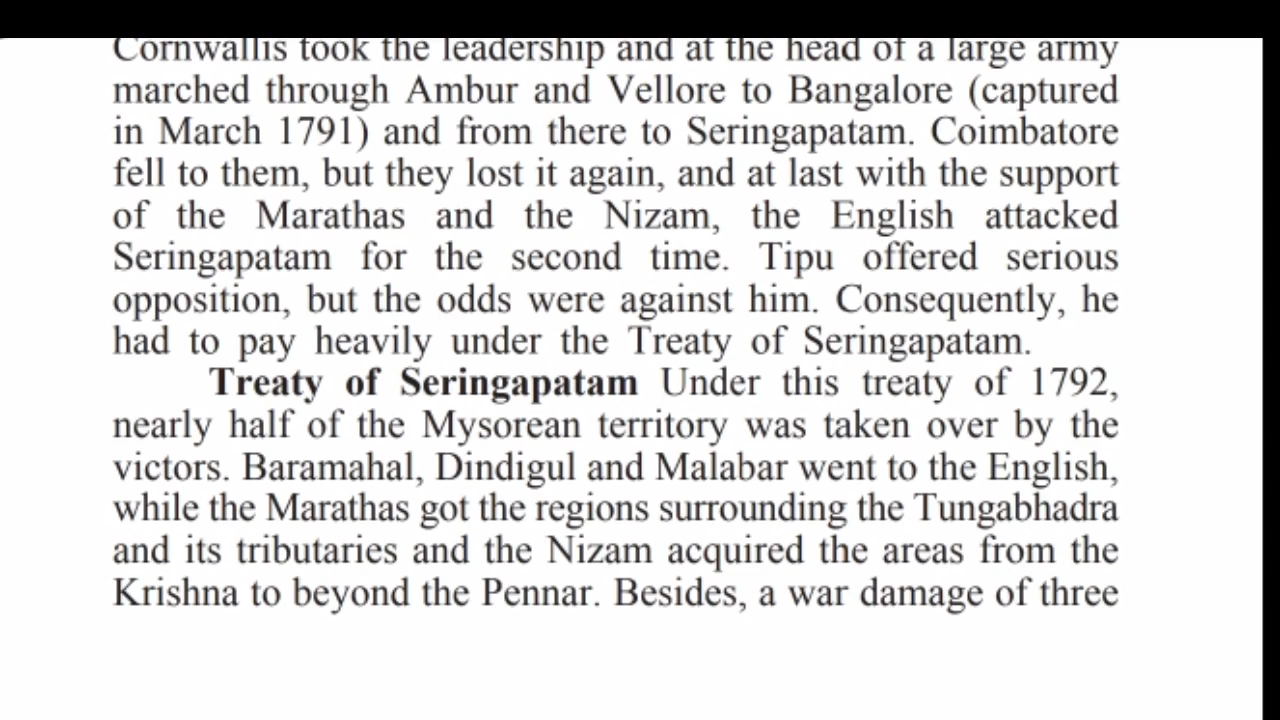 Cornwallis took the leadership and at the head of a large army
marched through Ambur and Vellore to Bangalore (captured
in March 1791) and from there to Seringapatam. Coimbatore
fell to them, but they lost it again, and at last with the support
of the Marathas and the Nizam, the English attacked
Seringapatam for the second time. Tipu offered serious
opposition, but the odds were against him. Consequently, he
had to pay heavily under the Treaty of Seringapatam.
Treaty of Seringapatam Under this treaty of 1792,
nearly half of the Mysorean territory was taken over by the
victors. Baramahal, Dindigul and Malabar went to the English,
while the Marathas got the regions surrounding the Tungabhadra
and its tributaries and the Nizam acquired the areas from the
Krishna to beyond the Pennar. Besides, a war damage of three